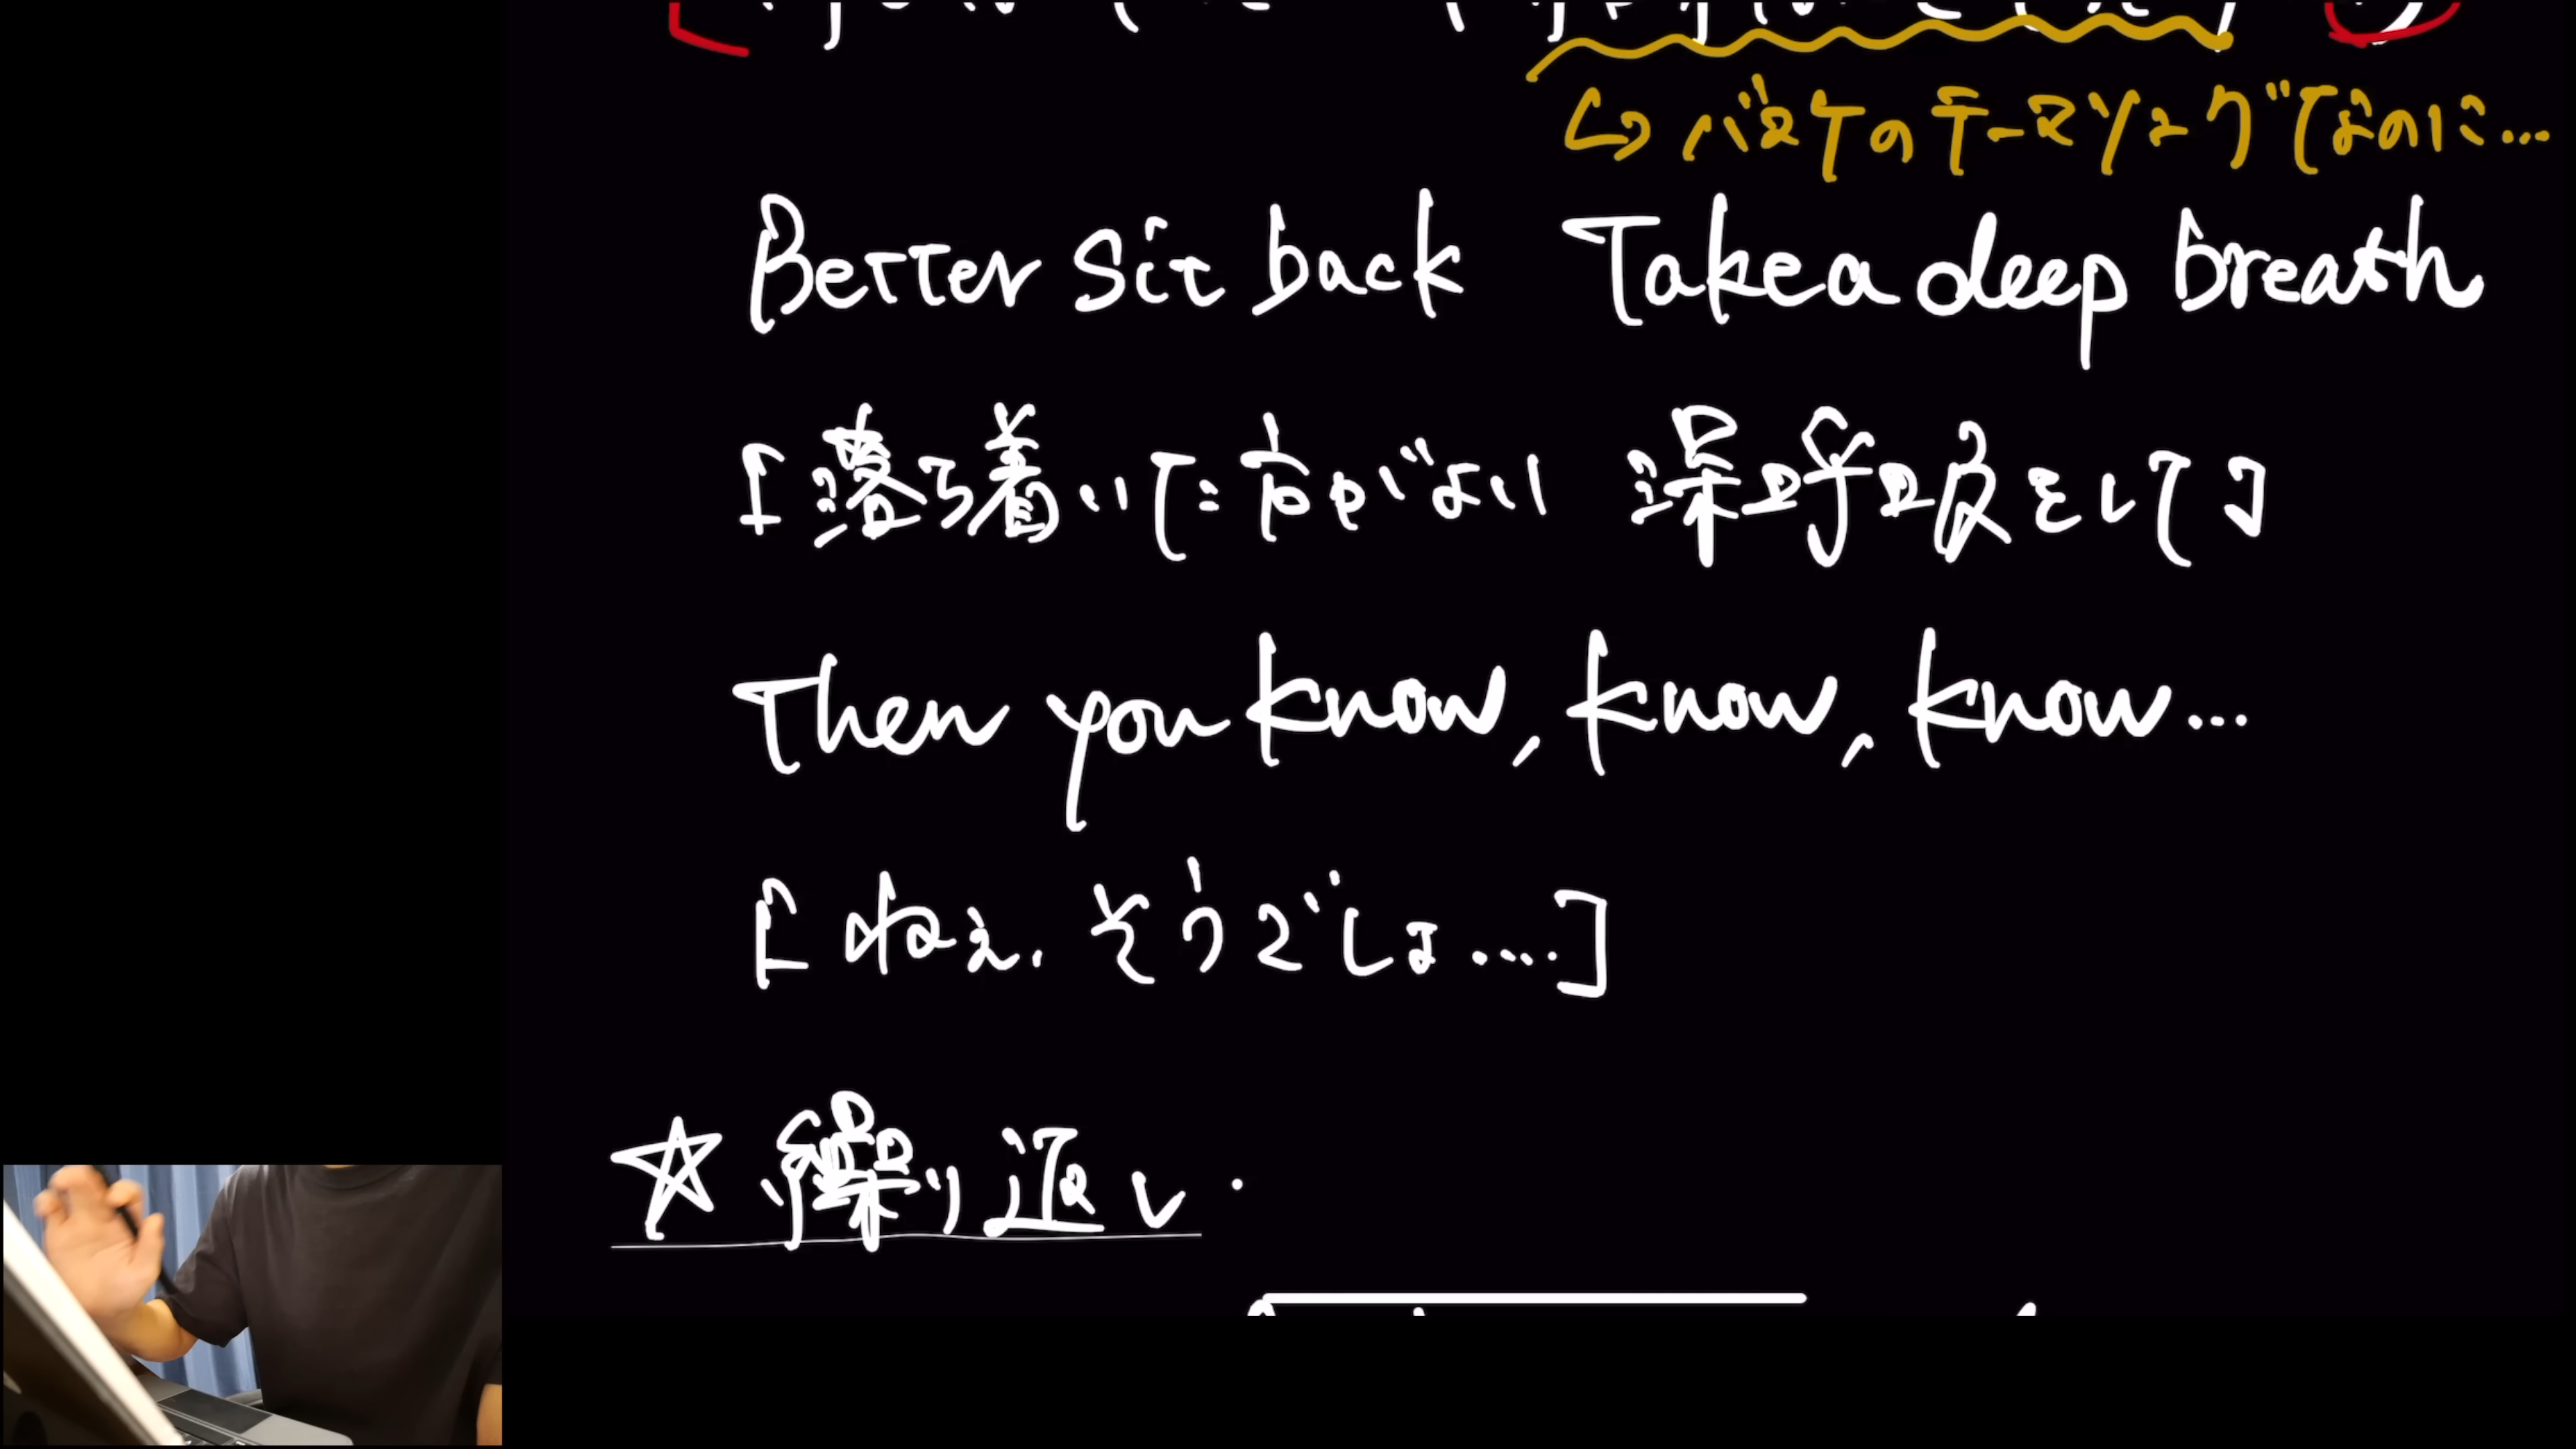 ↳ バスケのテーマソングなのに…
Better sit back Take a deep breath
「落ち着いた方がよい 深呼吸をして」
Then you know, know, know...
[ねぇ、そうでしょ....]
☆ 繰り返し.